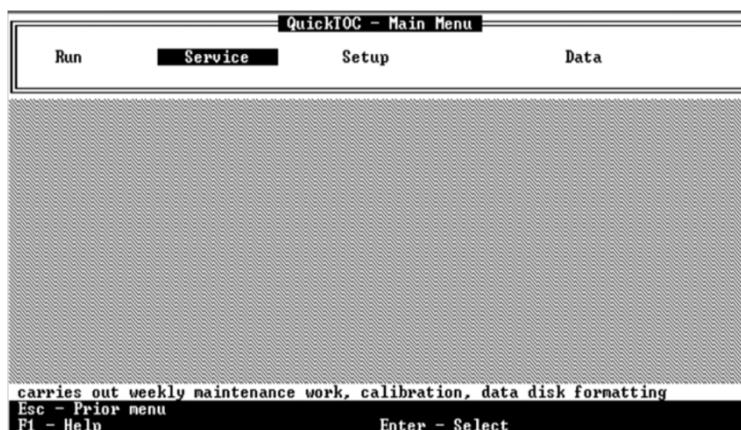 QuickTOC - Main Menu
Run Service Setup Data
carries out weekly maintenance work, calibration, data disk formatting
Esc - Prior menu
F1 - Help Enter - Select